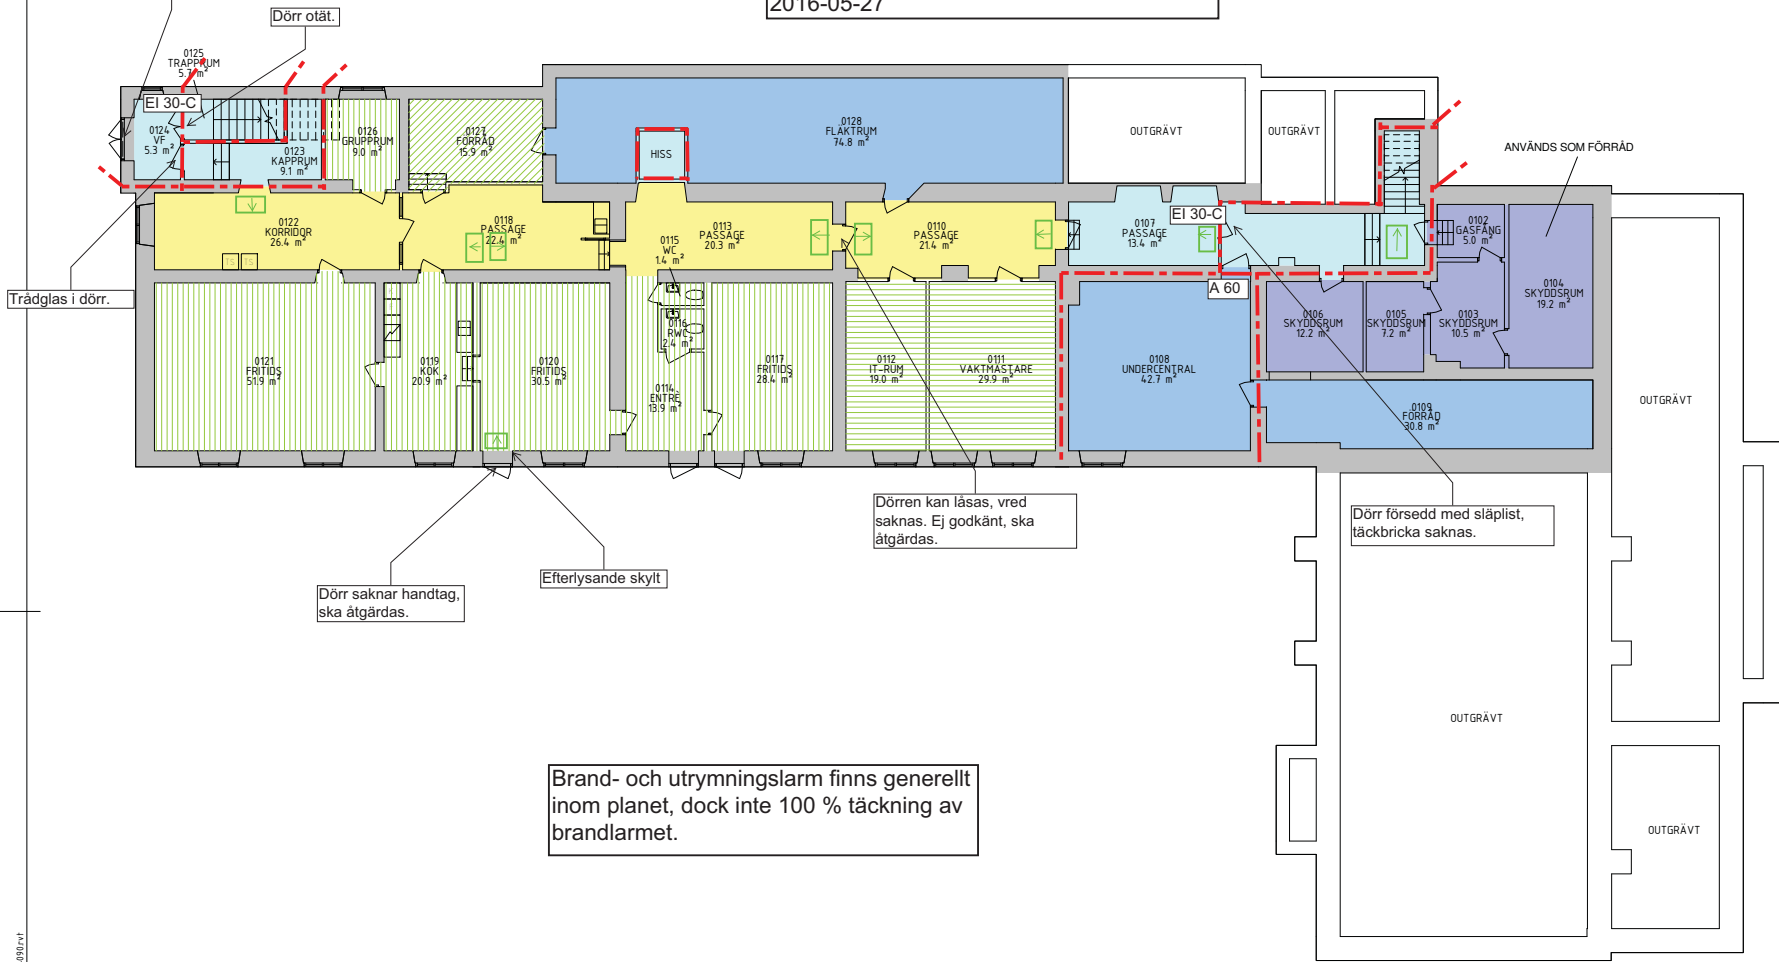 2016-05-27
Dörr otät.
0125
TRAPPRUM
5.7 m²
EI 30-C
0124
VF
5.3 m²
0123
KAPPRUM
9.1 m²
0126
GRUPPRUM
9.0 m²
0127
FÖRRÅD
15.9 m²
0128
FLÄKTRUM
74.8 m²
HISS
OUTGRÄVT
OUTGRÄVT
ANVÄNDS SOM FÖRRÅD
0122
KORRIDOR
26.4 m²
TS
TS
0118
PASSAGE
22.4 m²
0113
PASSAGE
20.3 m²
0115
WC
1.4 m²
0110
PASSAGE
21.4 m²
0107
PASSAGE
13.4 m²
EI 30-C
0102
GASFÅNG
5.0 m²
0104
SKYDDSRUM
19.2 m²
Trådglas i dörr.
A 60
0106
SKYDDSRUM
12.2 m²
0105
SKYDDSRUM
7.2 m²
0103
SKYDDSRUM
10.5 m²
0116
RWC
2.4 m²
0121
FRITIDS
51.9 m²
0119
KÖK
20.9 m²
0120
FRITIDS
30.5 m²
0114
ENTRÉ
13.9 m²
0117
FRITIDS
28.4 m²
0112
IT-RUM
19.0 m²
0111
VAKTMÄSTARE
29.9 m²
0108
UNDERCENTRAL
42.7 m²
0109
FÖRRÅD
30.8 m²
OUTGRÄVT
Dörren kan låsas, vred
saknas. Ej godkänt, ska
åtgärdas.
Dörr försedd med släplist,
täckbricka saknas.
Efterlysande skylt
Dörr saknar handtag,
ska åtgärdas.
OUTGRÄVT
Brand- och utrymningslarm finns generellt
inom planet, dock inte 100 % täckning av
brandlarmet.
OUTGRÄVT
090.rvt